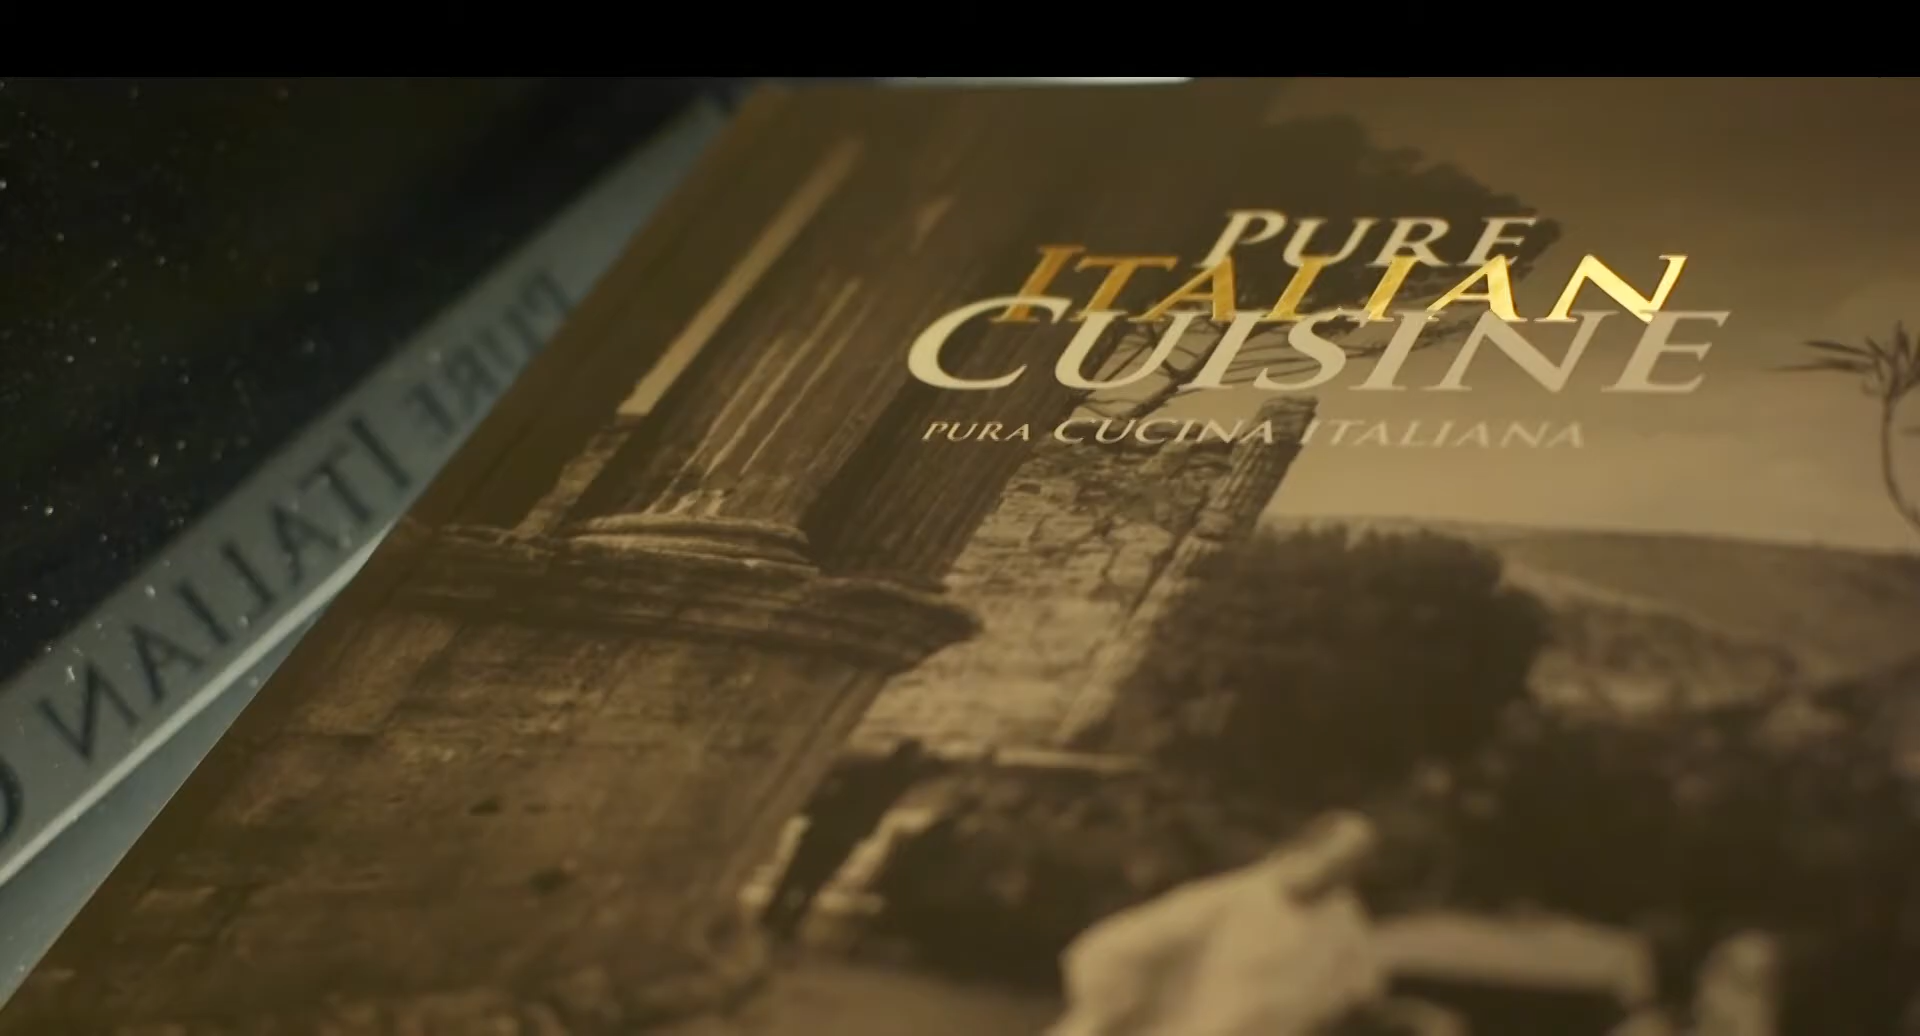 PURE
ITALIAN
CUISINE
PURA CUCINA ITALIANA
PURE ITALIAN C